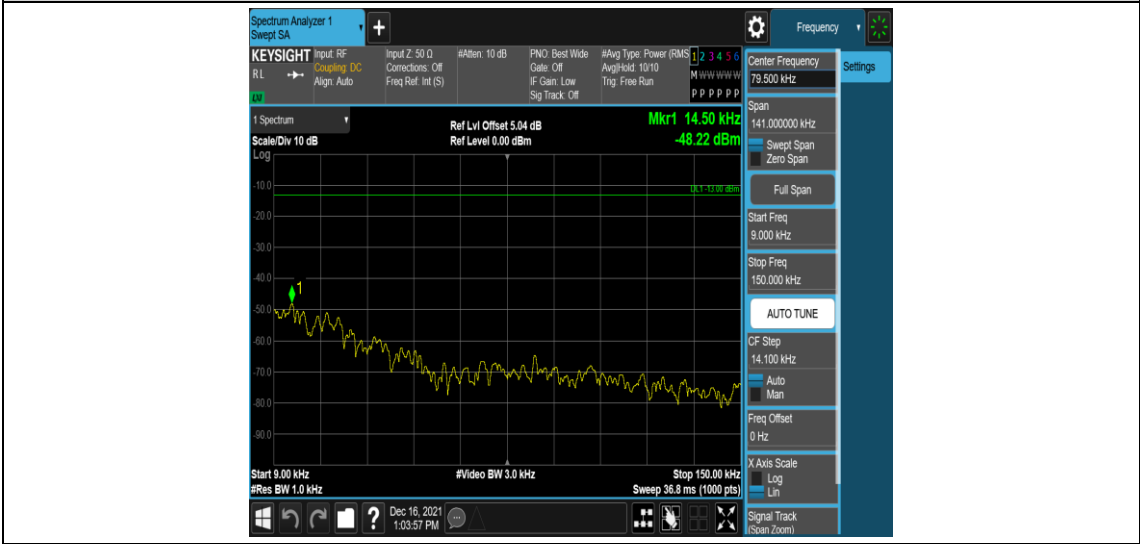 Spectrum Analyzer 1
Swept SA
+
Frequency
KEYSIGHT
Input: RF
Input Z: 50 Ω
#Atten: 10 dB
PNO: Best Wide
#Avg Type: Power (RMS
1 2 3 4 5 6
R L
Coupling: DC
Corrections: Off
Gate: Off
Avg|Hold: 10/10
M W W W W W
Align: Auto
Freq Ref: Int (S)
IF Gain: Low
Trig: Free Run
Sig Track: Off
P P P P P P
Center Frequency
79.500 kHz
Settings
1 Spectrum
Ref Lvl Offset 5.04 dB
Mkr1 14.50 kHz
Scale/Div 10 dB
Ref Level 0.00 dBm
-48.22 dBm
Log
DL1 -13.00 dBm
-10.0
-20.0
-30.0
-40.0
-50.0
-60.0
-70.0
-80.0
-90.0
1
Start 9.00 kHz
#Video BW 3.0 kHz
Stop 150.00 kHz
#Res BW 1.0 kHz
Sweep 36.8 ms (1000 pts)
Span
141.000000 kHz
Swept Span
Zero Span
Full Span
Start Freq
9.000 kHz
Stop Freq
150.000 kHz
AUTO TUNE
CF Step
14.100 kHz
Auto
Man
Freq Offset
0 Hz
X Axis Scale
Log
Lin
Signal Track
(Span Zoom)
?
Dec 16, 2021
1:03:57 PM